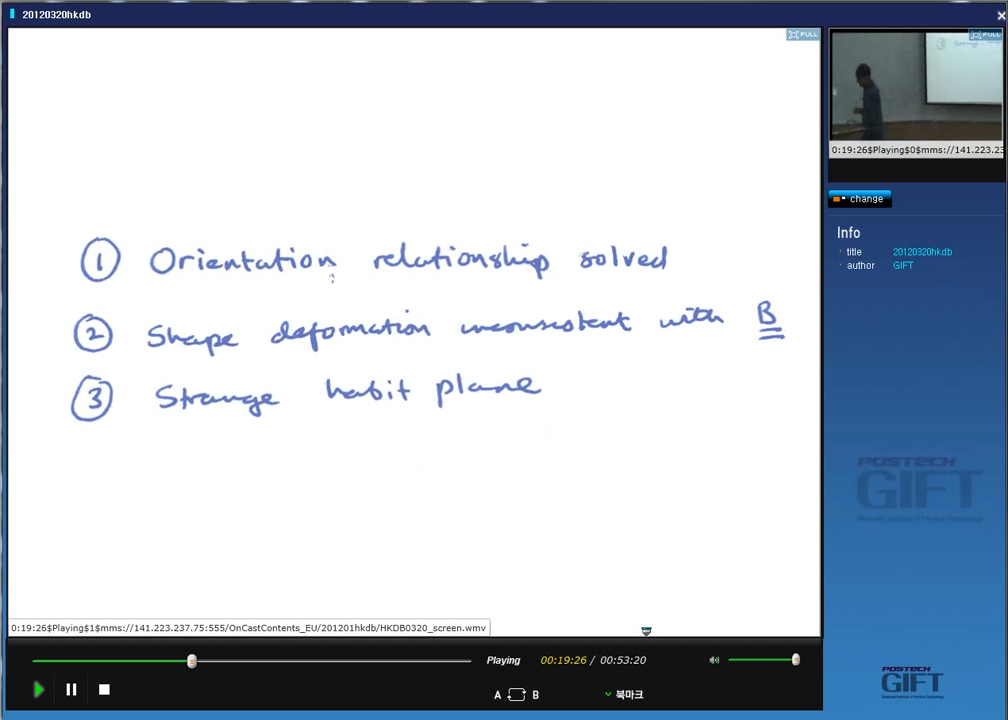 20120320hkdb
FULL
FULL
① Orientation relationship solved
② Shape deformation inconsistent with B
③ Strange habit plane
0:19:26$Playing$0$mms://141.223.23
change
Info
title 20120320hkdb
author GIFT
POSTECH
GIFT
0:19:26$Playing$1$mms://141.223.237.75:555/OnCastContents_EU/201201hkdb/HKDB0320_screen.wmv
Playing 00:19:26 / 00:53:20
A B 북마크
POSTECH
GIFT